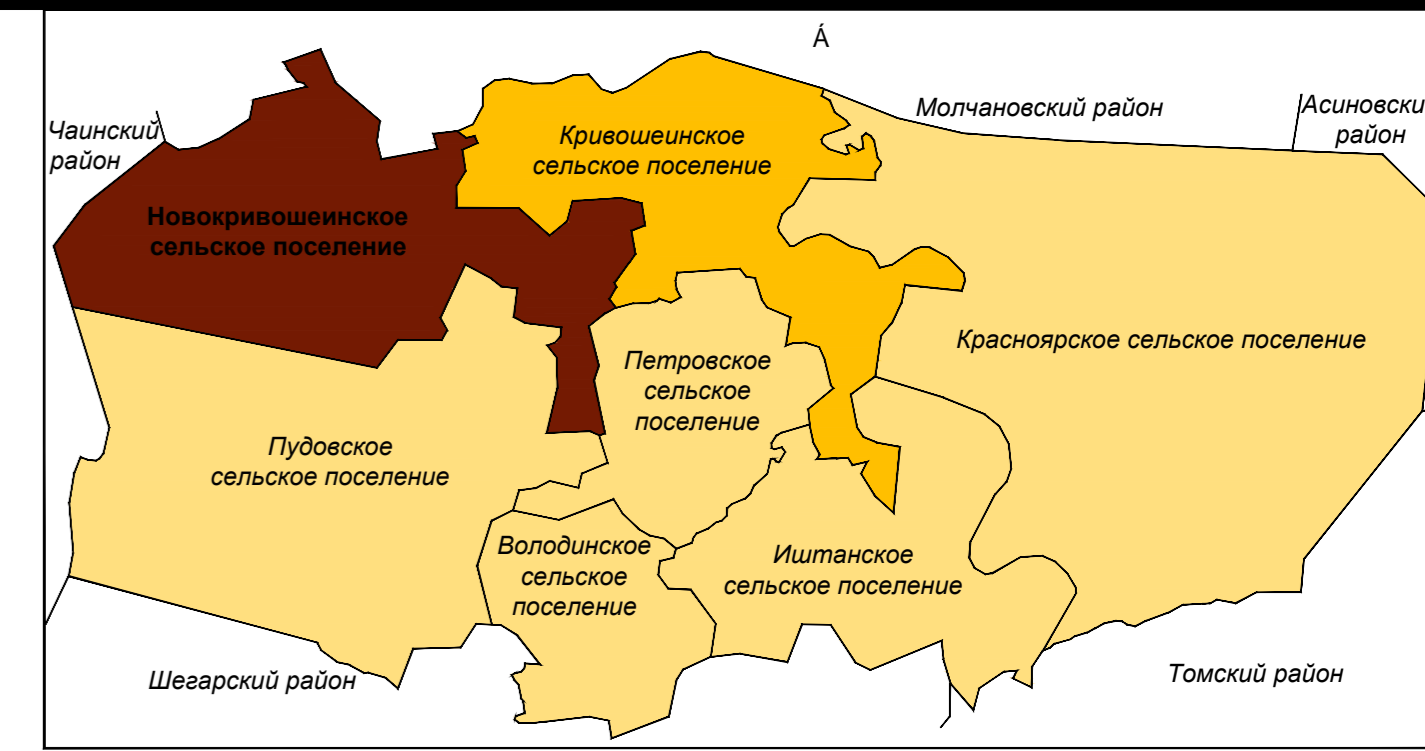 Á
Молчановский район
Асиновски
район
Чаинский
район
Кривошеинское
сельское поселение
Новокривошеинское
сельское поселение
Красноярское сельское поселение
Петровское
сельское
поселение
Пудовское
сельское поселение
Володинское
сельское
поселение
Иштанское
сельское поселение
Шегарский район
Томский район